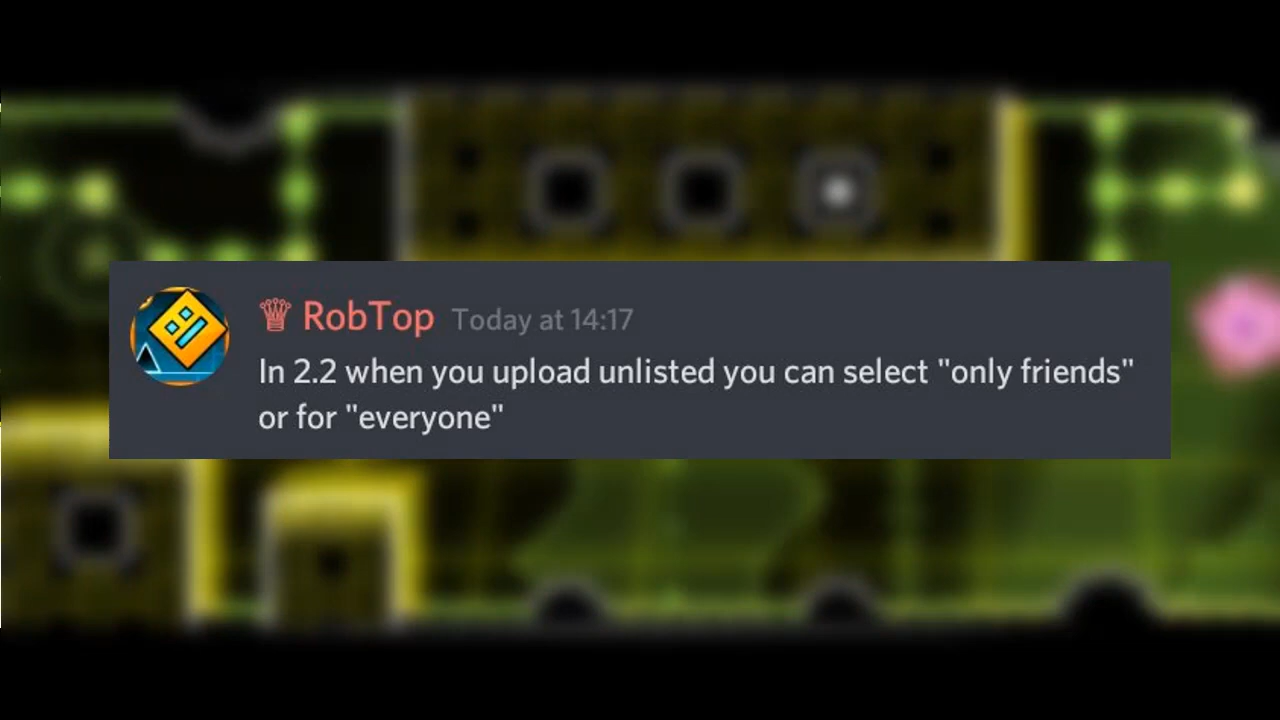 RobTop Today at 14:17
In 2.2 when you upload unlisted you can select "only friends"
or for "everyone"